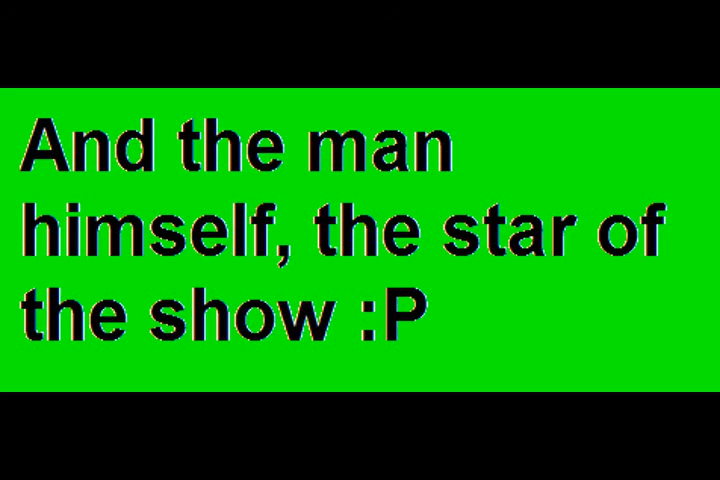 And the man
himself, the star of
the show :P